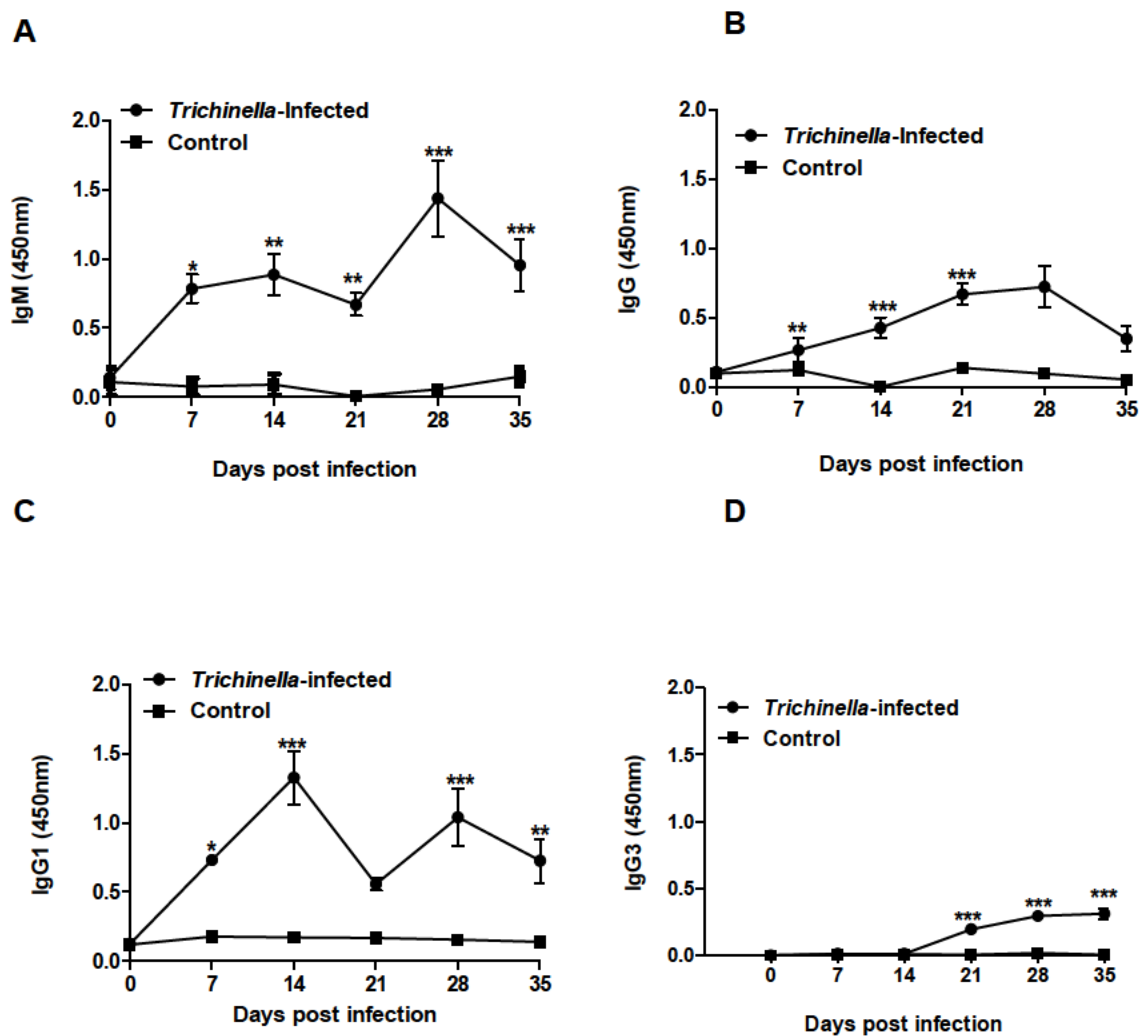 A
Trichinella-Infected
Control
IgM (450nm)
2.0
1.5
1.0
0.5
0.0
*
**
**
***
***
0 7 14 21 28 35
Days post infection
B
Trichinella-Infected
Control
IgG (450nm)
2.0
1.5
1.0
0.5
0.0
**
***
***
0 7 14 21 28 35
Days post infection
C
Trichinella-infected
Control
IgG1 (450nm)
2.0
1.5
1.0
0.5
0.0
*
***
***
**
0 7 14 21 28 35
Days post infection
D
Trichinella-infected
Control
IgG3 (450nm)
2.0
1.5
1.0
0.5
0.0
***
***
***
0 7 14 21 28 35
Days post infection